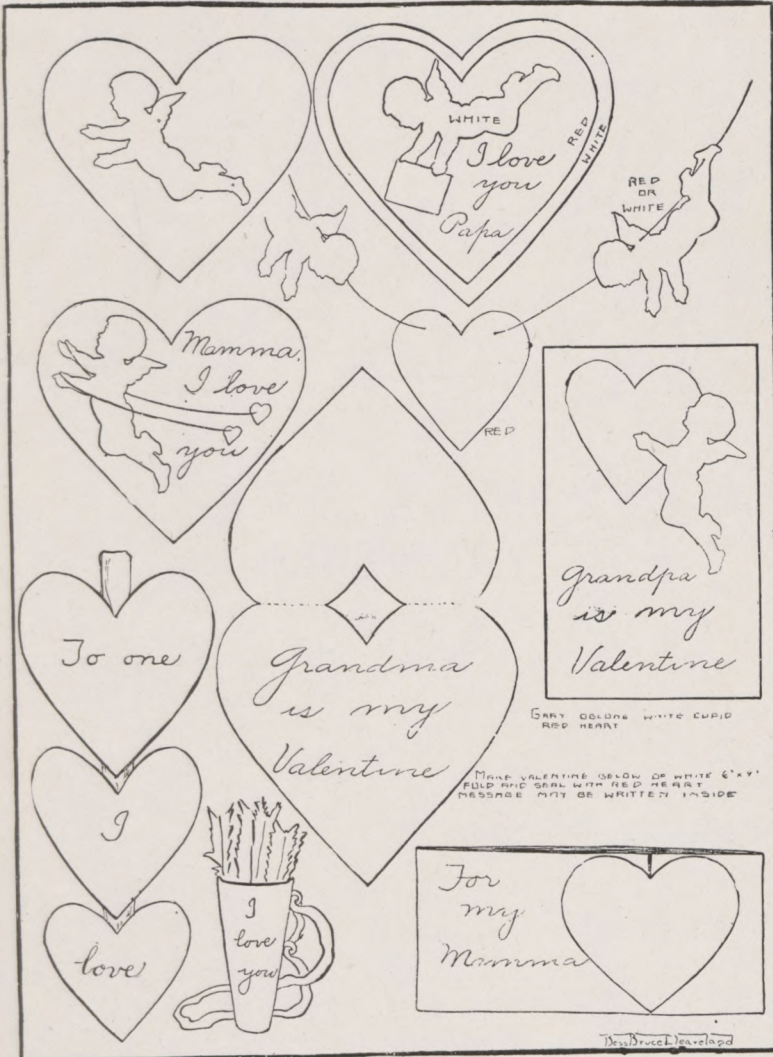 WHITE
RED
WHITE
I love
you
Papa
RED
OR
WHITE
Mamma,
I love
you
RED
Grandpa
is my
Valentine
To one
Grandma
is my
Valentine
GARY OBLONG WHITE CUPID
RED HEART
MAKE VALENTINE BELOW OF WHITE 6"x9"
FOLD AND SEAL WITH RED HEART
MESSAGE MAY BE WRITTEN INSIDE
I
I
love
you
For
my
Mamma
love
Bess Bruce Cleaveland